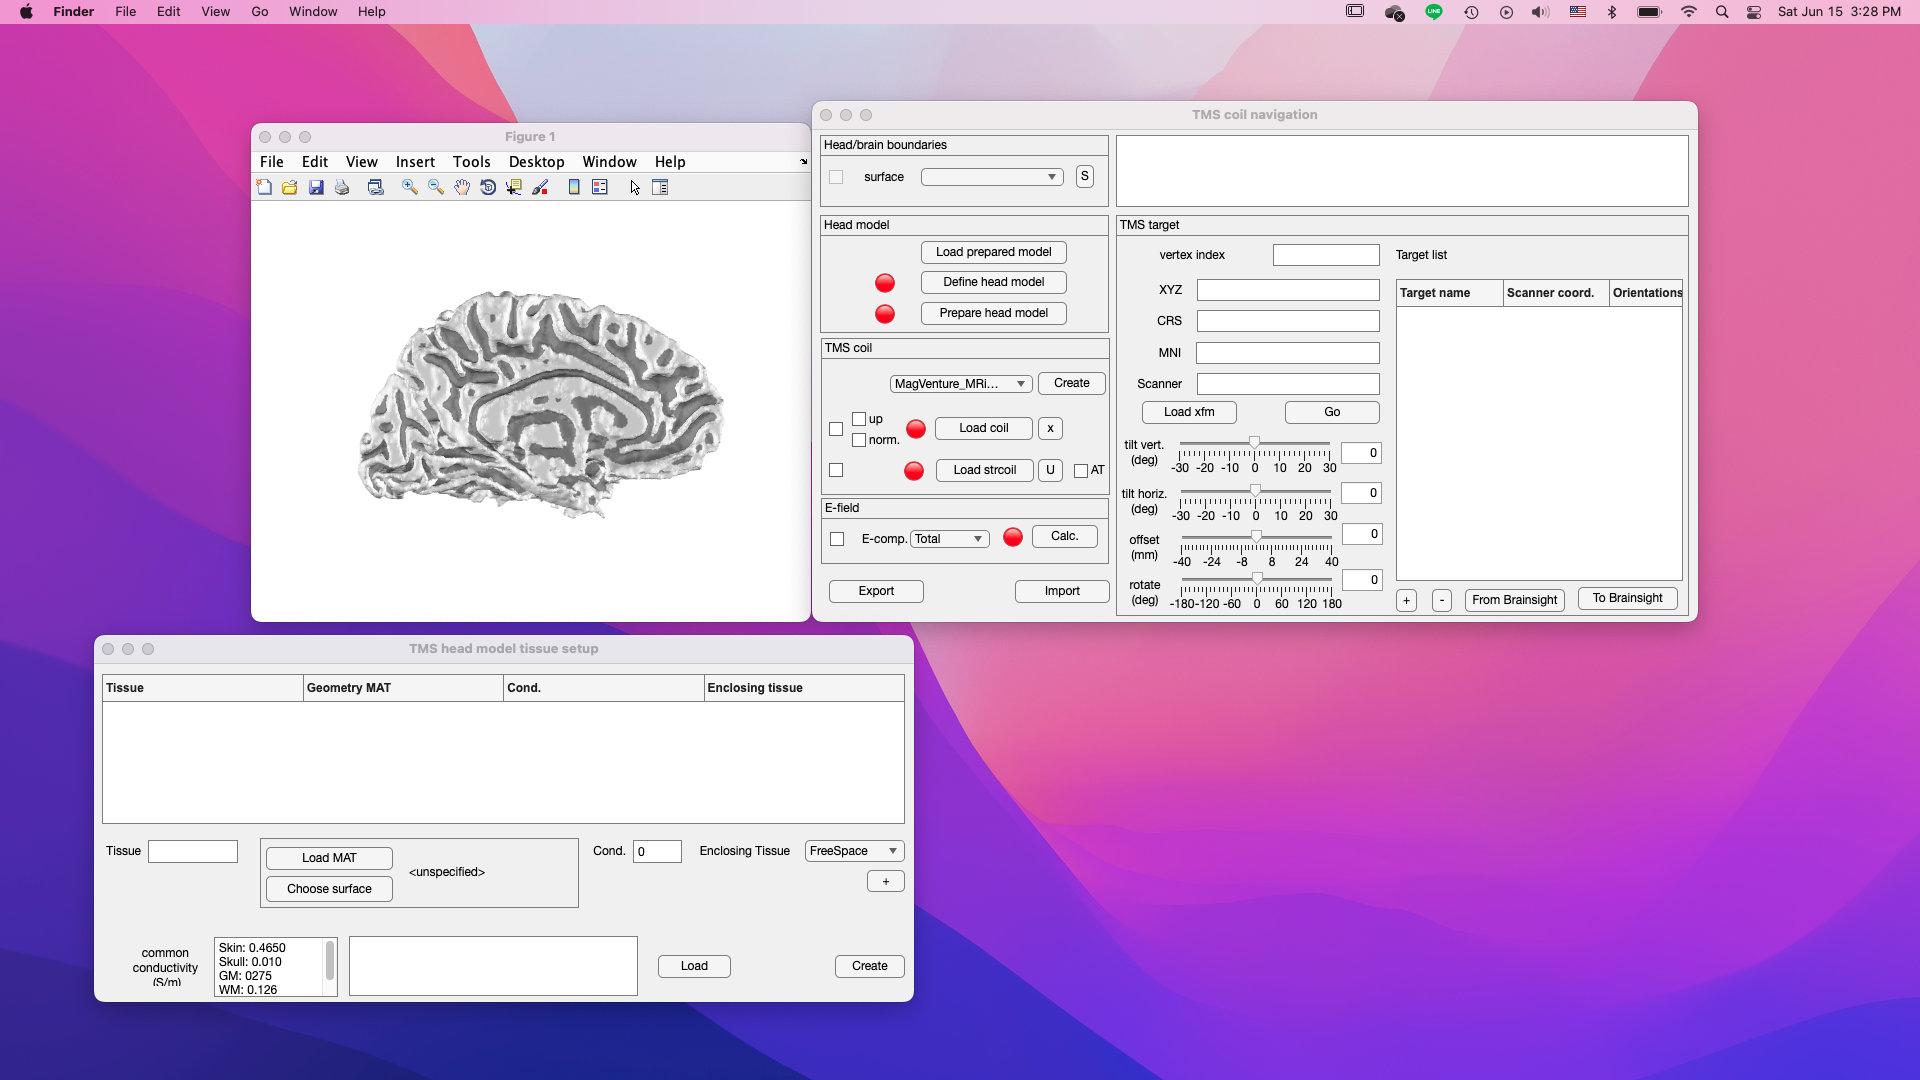 Finder File Edit View Go Window Help
LINE
Sat Jun 15 3:28 PM
Figure 1
File Edit View Insert Tools Desktop Window Help
TMS coil navigation
Head/brain boundaries
surface
S
Head model
Load prepared model
Define head model
Prepare head model
TMS coil
MagVenture_MRi...
Create
up
norm.
Load coil
x
Load strcoil
U
AT
E-field
E-comp.
Total
Calc.
Export
Import
TMS target
vertex index
XYZ
CRS
MNI
Scanner
Load xfm
Go
tilt vert.
(deg)
-30 -20 -10 0 10 20 30
0
tilt horiz.
(deg)
-30 -20 -10 0 10 20 30
0
offset
(mm)
-40 -24 -8 8 24 40
0
rotate
(deg)
-180 -120 -60 0 60 120 180
0
Target list
Target name Scanner coord. Orientations
+
-
From Brainsight
To Brainsight
TMS head model tissue setup
Tissue Geometry MAT Cond. Enclosing tissue
Tissue
Load MAT
Choose surface
<unspecified>
Cond.
0
Enclosing Tissue
FreeSpace
+
common
conductivity
(S/m)
Skin: 0.4650
Skull: 0.010
GM: 0275
WM: 0.126
Load
Create